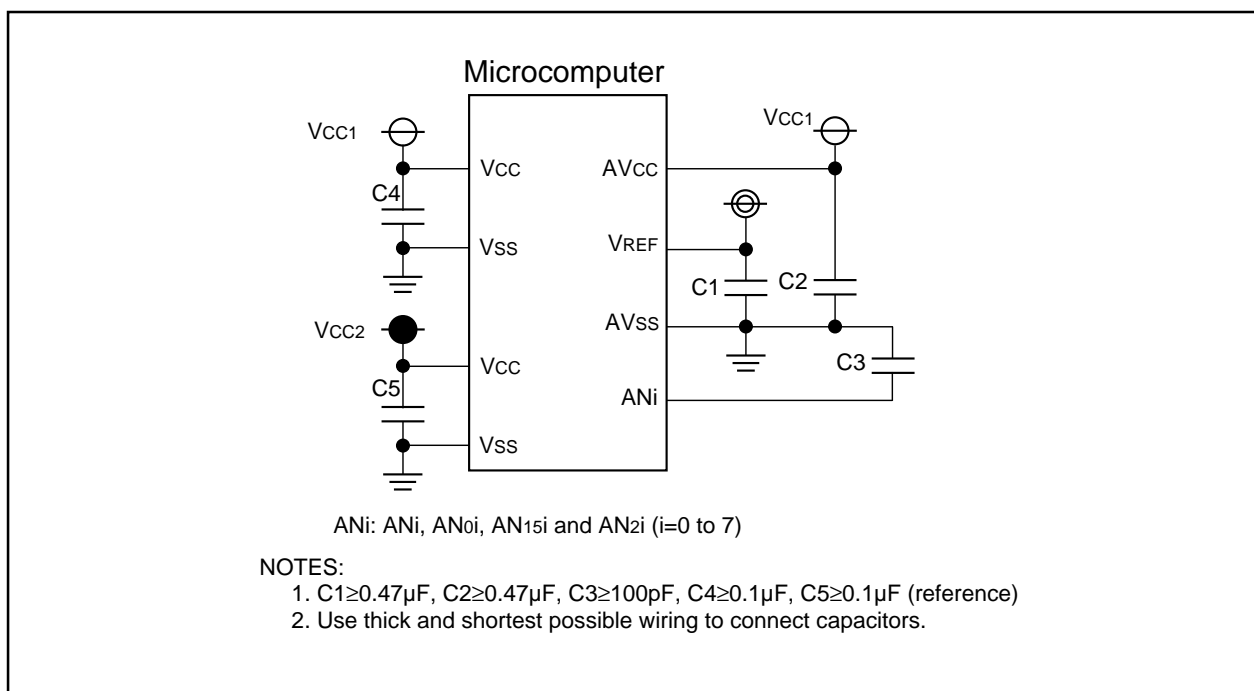 Microcomputer
VCC1
VCC1
VCC
AVCC
C4
VREF
VSS
C1
C2
VCC2
AVSS
VCC
C3
C5
ANi
VSS
ANi: ANi, AN0i, AN15i and AN2i (i=0 to 7)
NOTES:
1. C1≥0.47µF, C2≥0.47µF, C3≥100pF, C4≥0.1µF, C5≥0.1µF (reference)
2. Use thick and shortest possible wiring to connect capacitors.